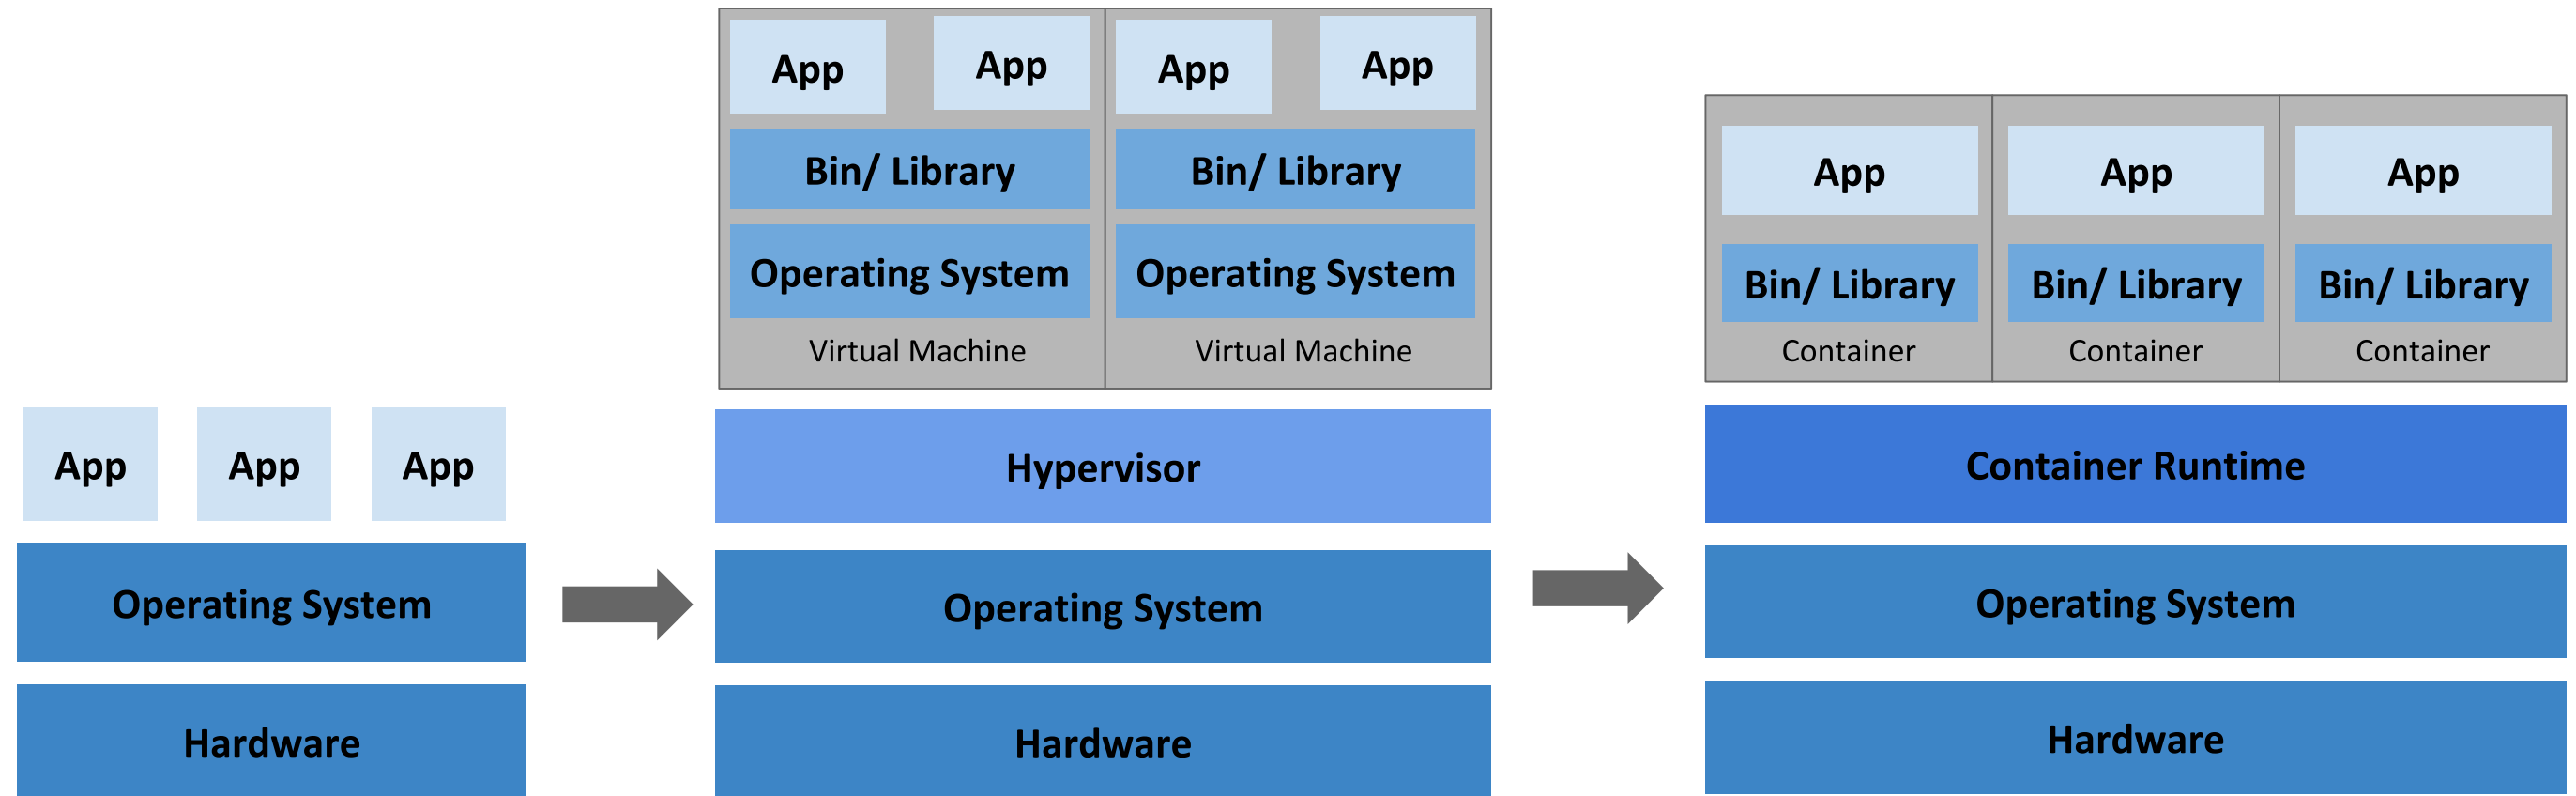 App
App
App
Operating System
Hardware
App
App
App
App
Bin/ Library
Bin/ Library
Operating System
Operating System
Virtual Machine
Virtual Machine
Hypervisor
Operating System
Hardware
App
App
App
Bin/ Library
Bin/ Library
Bin/ Library
Container
Container
Container
Container Runtime
Operating System
Hardware